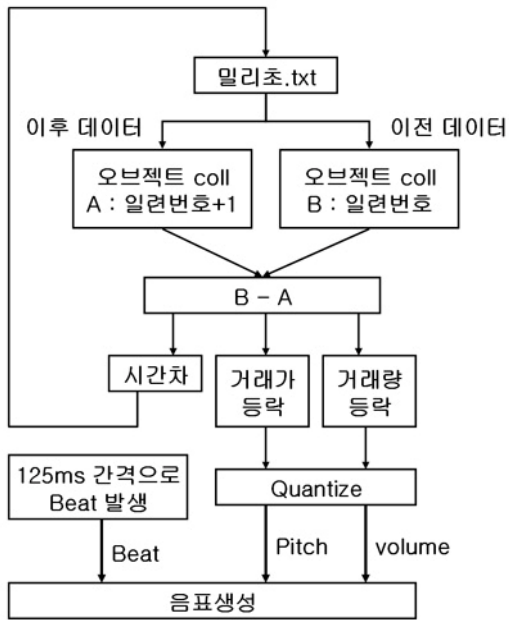 밀리초.txt
이후 데이터
이전 데이터
오브젝트 coll
A : 일련번호+1
오브젝트 coll
B : 일련번호
B - A
시간차
거래가
등락
거래량
등락
125ms 간격으로
Beat 발생
Quantize
Beat
Pitch
volume
음표생성